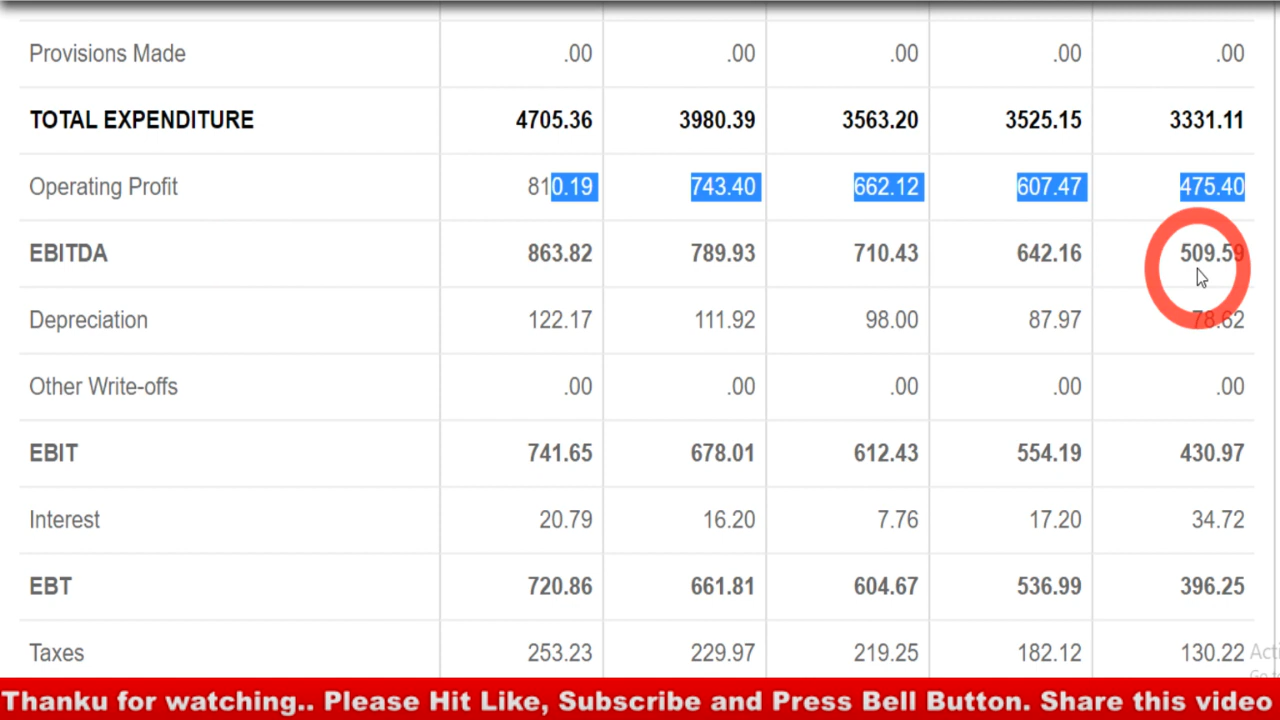 Provisions Made .00 .00 .00 .00 .00
TOTAL EXPENDITURE 4705.36 3980.39 3563.20 3525.15 3331.11
Operating Profit 810.19 743.40 662.12 607.47 475.40
EBITDA 863.82 789.93 710.43 642.16 509.59
Depreciation 122.17 111.92 98.00 87.97 78.62
Other Write-offs .00 .00 .00 .00 .00
EBIT 741.65 678.01 612.43 554.19 430.97
Interest 20.79 16.20 7.76 17.20 34.72
EBT 720.86 661.81 604.67 536.99 396.25
Taxes 253.23 229.97 219.25 182.12 130.22
Thanku for watching.. Please Hit Like, Subscribe and Press Bell Button. Share this video